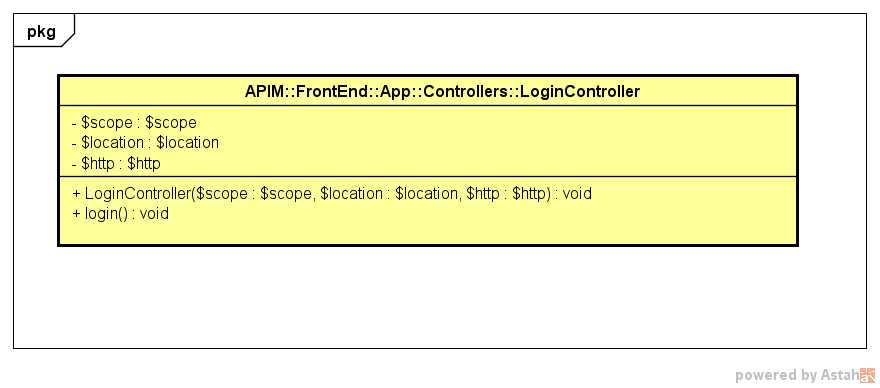 pkg
APIM::FrontEnd::App::Controllers::LoginController
- $scope : $scope
- $location : $location
- $http : $http
+ LoginController($scope : $scope, $location : $location, $http : $http) : void
+ login() : void
powered by Astah